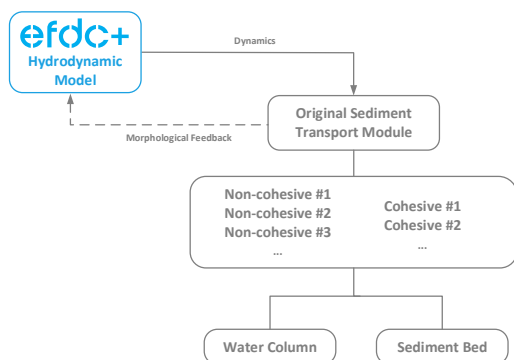 efdc+
Hydrodynamic
Model
Dynamics
Original Sediment
Transport Module
Morphological Feedback
Non-cohesive #1
Non-cohesive #2
Non-cohesive #3
...
Cohesive #1
Cohesive #2
...
Water Column
Sediment Bed